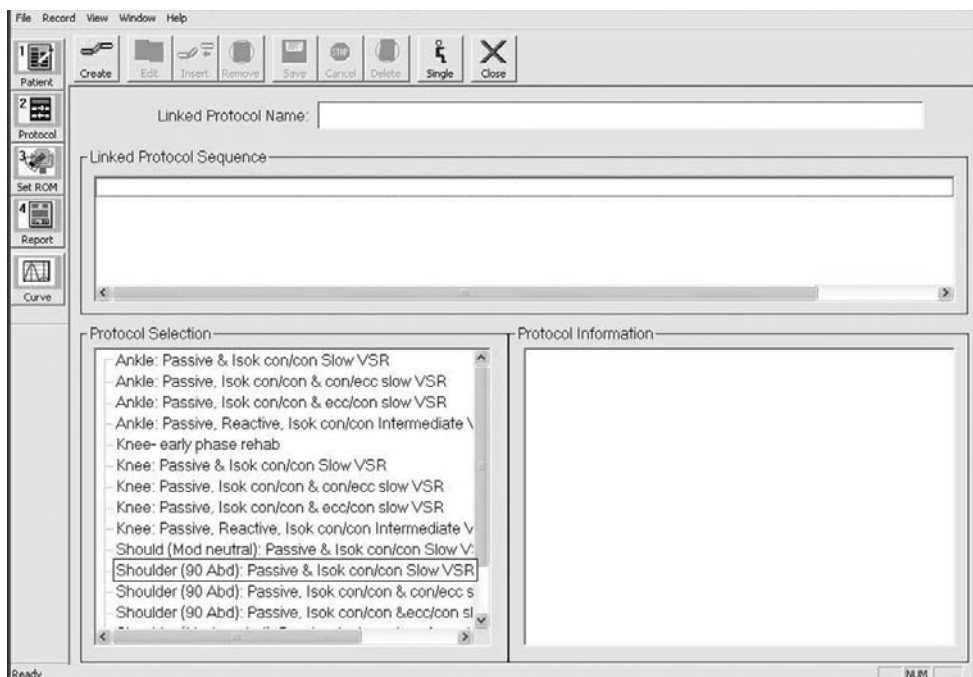 File Record View Window Help
1 Patient
Create Edit Insert Remove Save STOP Cancel Delete Single Close
2 Protocol
3 Set ROM
4 Report
Curve
Linked Protocol Name:
Linked Protocol Sequence
Protocol Selection
Ankle: Passive & Isok con/con Slow VSR
Ankle: Passive, Isok con/con & con/ecc slow VSR
Ankle: Passive, Isok con/con & ecc/con slow VSR
Ankle: Passive, Reactive, Isok con/con Intermediate
Knee- early phase rehab
Knee: Passive & Isok con/con Slow VSR
Knee: Passive, Isok con/con & con/ecc slow VSR
Knee: Passive, Isok con/con & ecc/con slow VSR
Knee: Passive, Reactive, Isok con/con Intermediate
Should (Mod neutral): Passive & Isok con/con Slow
Shoulder (90 Abd): Passive & Isok con/con Slow VSR
Shoulder (90 Abd): Passive, Isok con/con & con/ecc s
Shoulder (90 Abd): Passive, Isok con/con &ecc/con sl
Protocol Information
Ready
NUM